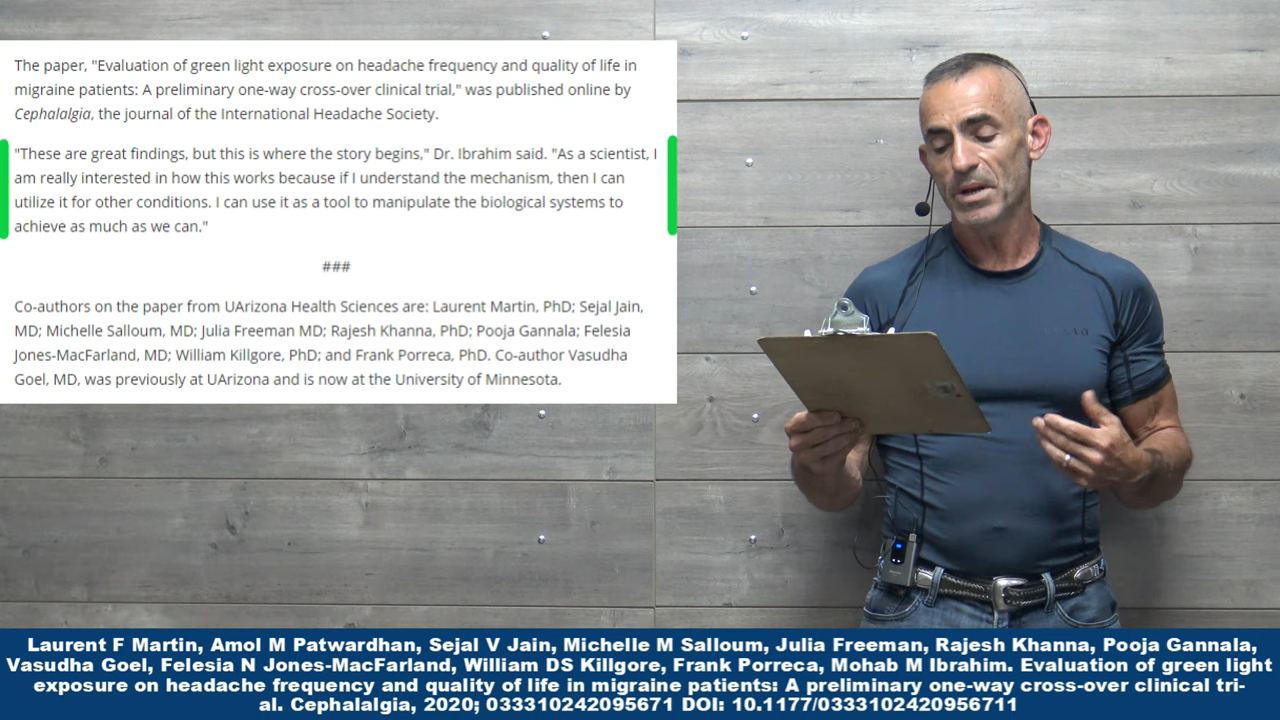 The paper, "Evaluation of green light exposure on headache frequency and quality of life in
migraine patients: A preliminary one-way cross-over clinical trial," was published online by
Cephalalgia, the journal of the International Headache Society.
"These are great findings, but this is where the story begins," Dr. Ibrahim said. "As a scientist, I
am really interested in how this works because if I understand the mechanism, then I can
utilize it for other conditions. I can use it as a tool to manipulate the biological systems to
achieve as much as we can."
###
Co-authors on the paper from UArizona Health Sciences are: Laurent Martin, PhD; Sejal Jain,
MD; Michelle Salloum, MD; Julia Freeman MD; Rajesh Khanna, PhD; Pooja Gannala; Felesia
Jones-MacFarland, MD; William Killgore, PhD; and Frank Porreca, PhD. Co-author Vasudha
Goel, MD, was previously at UArizona and is now at the University of Minnesota.
Laurent F Martin, Amol M Patwardhan, Sejal V Jain, Michelle M Salloum, Julia Freeman, Rajesh Khanna, Pooja Gannala,
Vasudha Goel, Felesia N Jones-MacFarland, William DS Killgore, Frank Porreca, Mohab M Ibrahim. Evaluation of green light
exposure on headache frequency and quality of life in migraine patients: A preliminary one-way cross-over clinical tri-
al. Cephalalgia, 2020; 033310242095671 DOI: 10.1177/0333102420956711